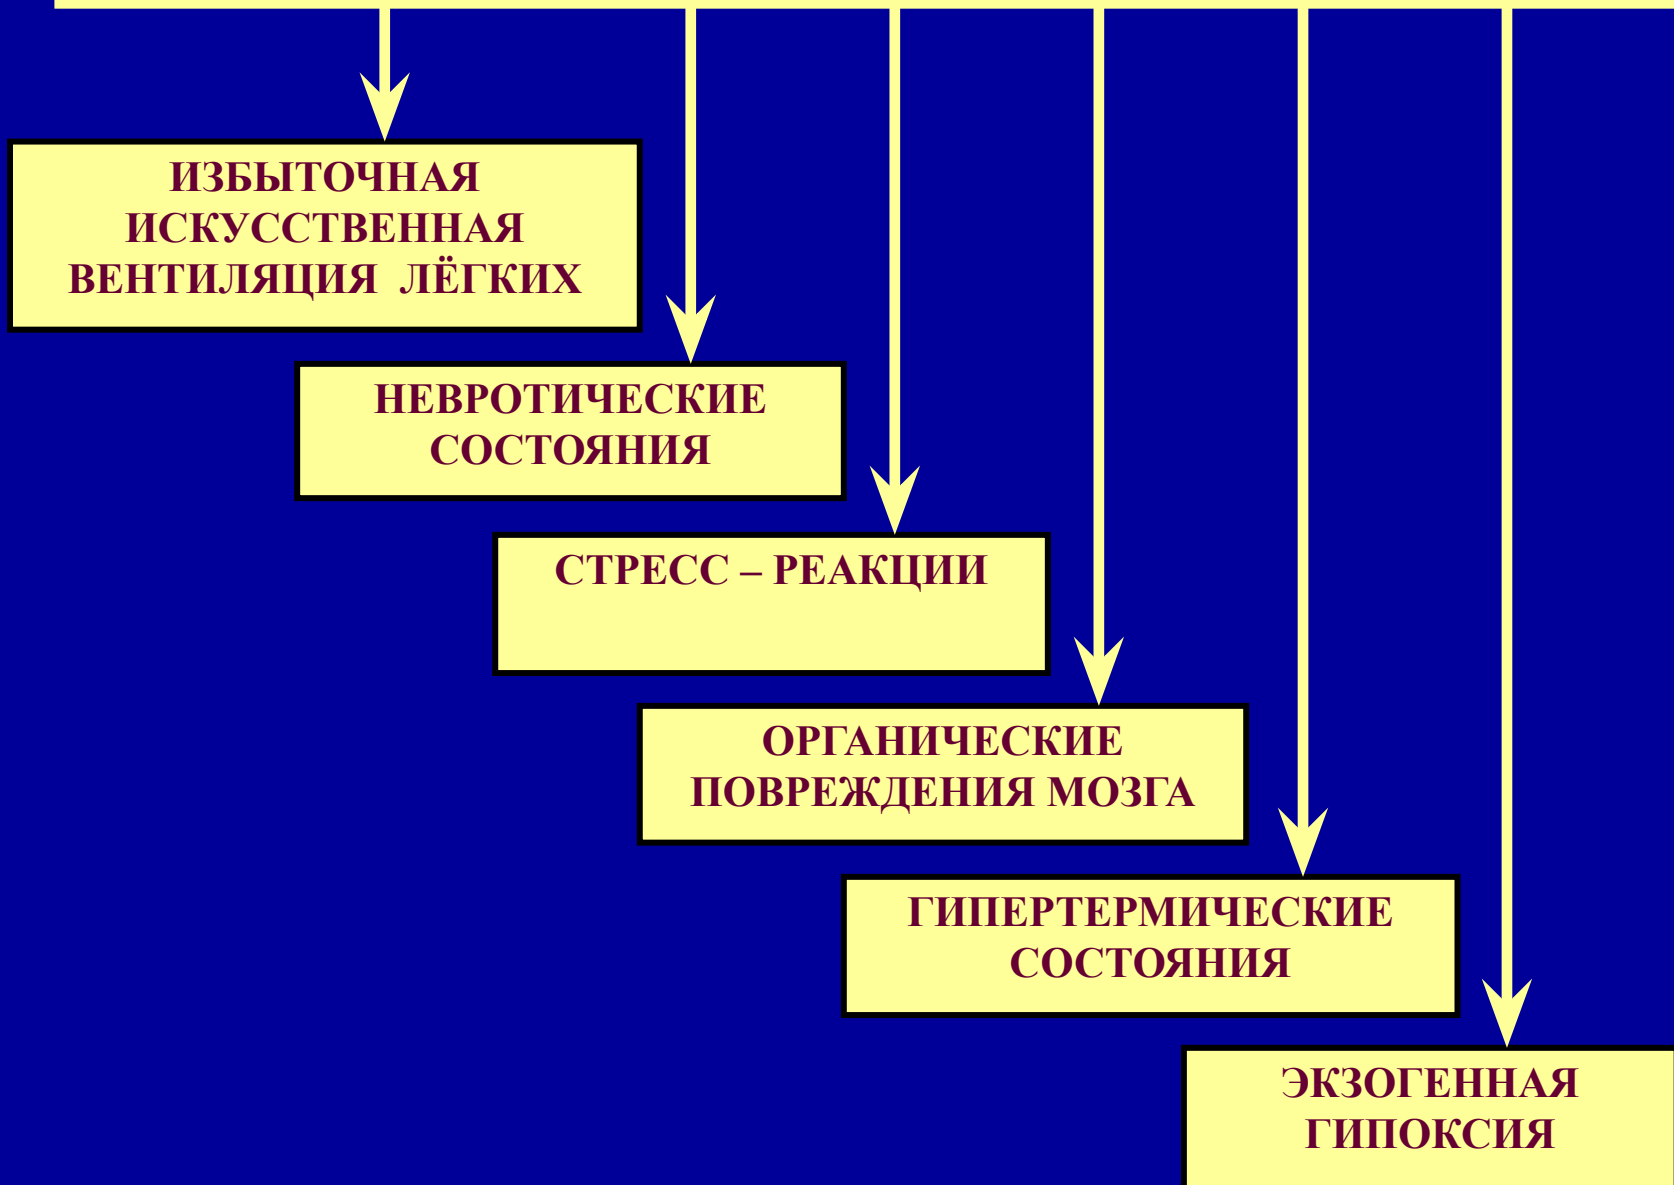 ИЗБЫТОЧНАЯ
ИСКУССТВЕННАЯ
ВЕНТИЛЯЦИЯ ЛЁГКИХ
НЕВРОТИЧЕСКИЕ
СОСТОЯНИЯ
СТРЕСС – РЕАКЦИИ
ОРГАНИЧЕСКИЕ
ПОВРЕЖДЕНИЯ МОЗГА
ГИПЕРТЕРМИЧЕСКИЕ
СОСТОЯНИЯ
ЭКЗОГЕННАЯ
ГИПОКСИЯ